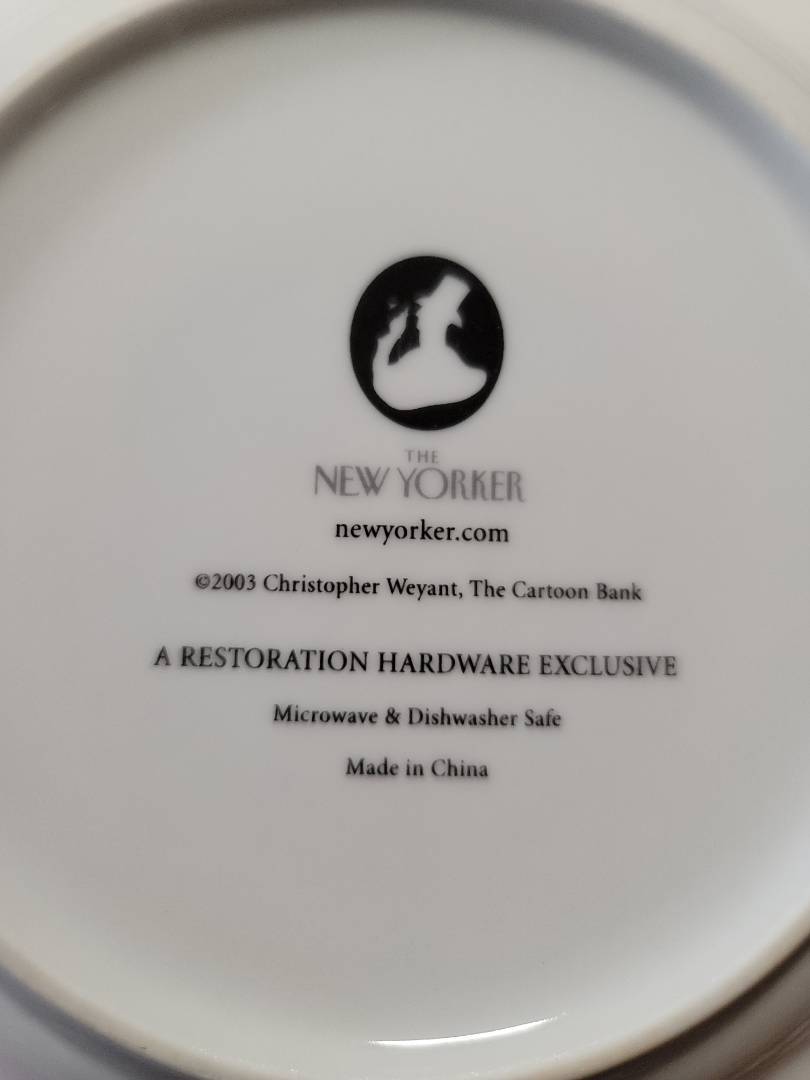 THE
NEW YORKER
newyorker.com
©2003 Christopher Weyant, The Cartoon Bank
A RESTORATION HARDWARE EXCLUSIVE
Microwave & Dishwasher Safe
Made in China